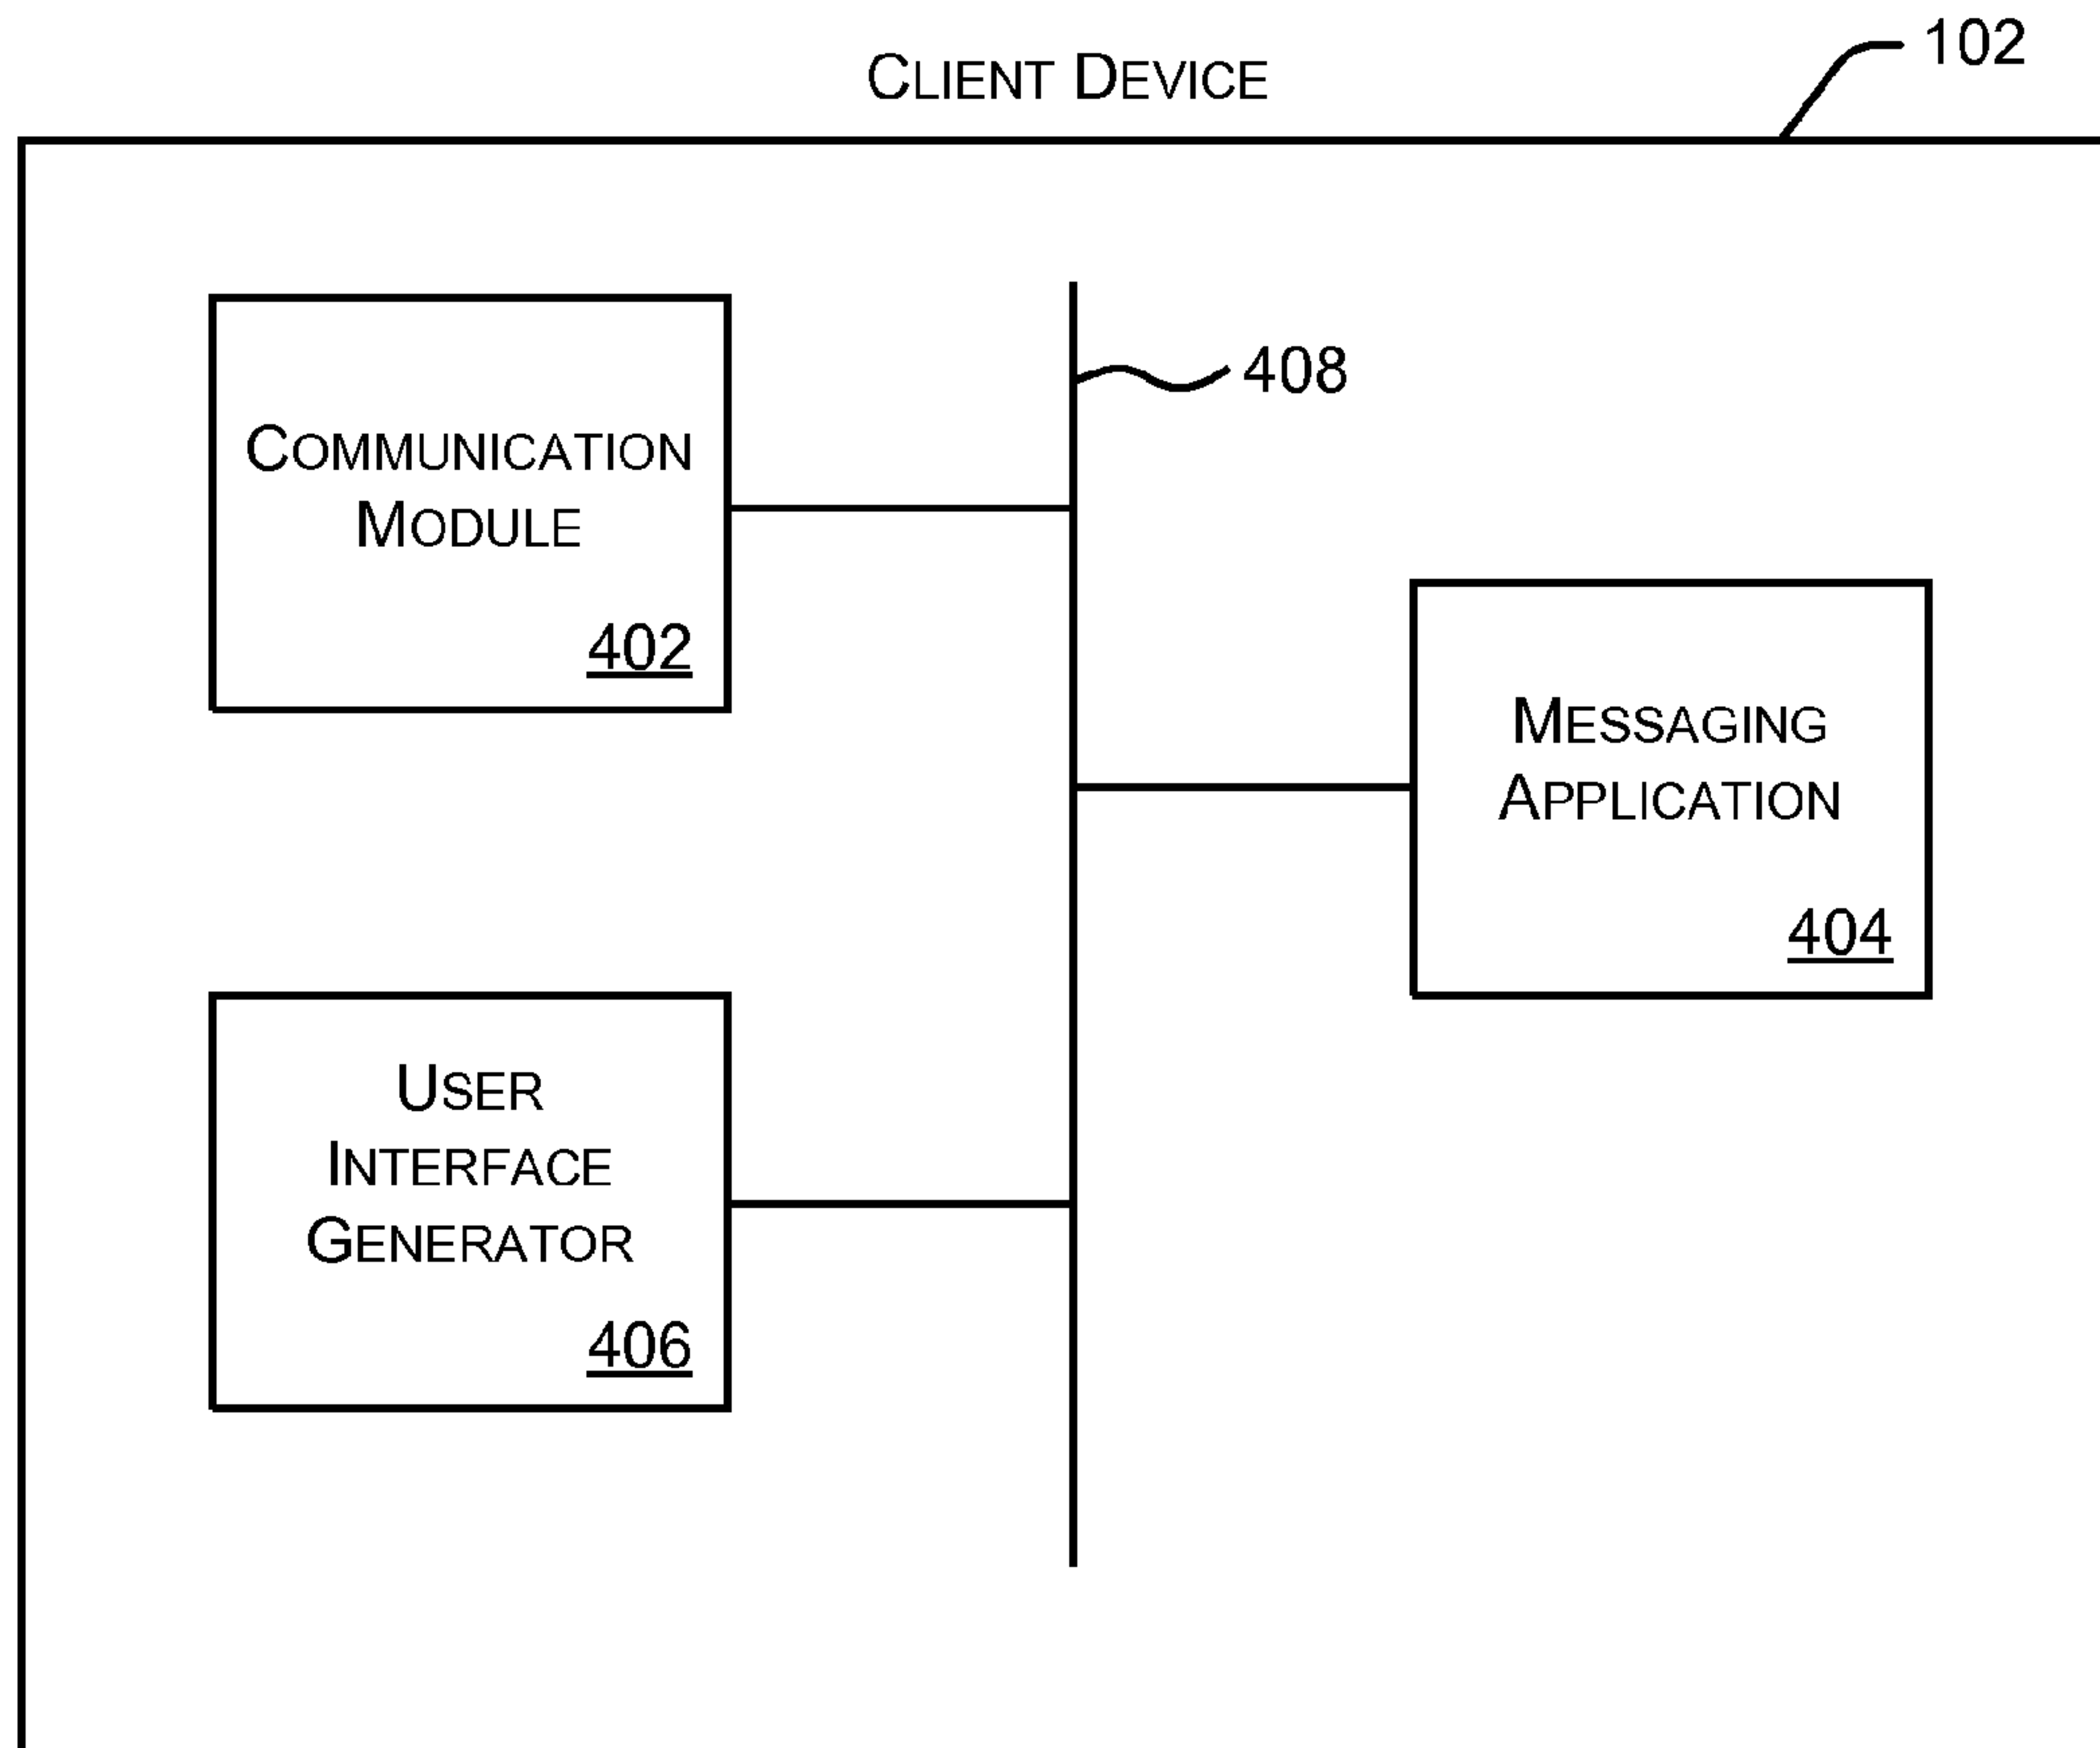 CLIENT DEVICE
102
408
COMMUNICATION
MODULE
402
MESSAGING
APPLICATION
404
USER
INTERFACE
GENERATOR
406